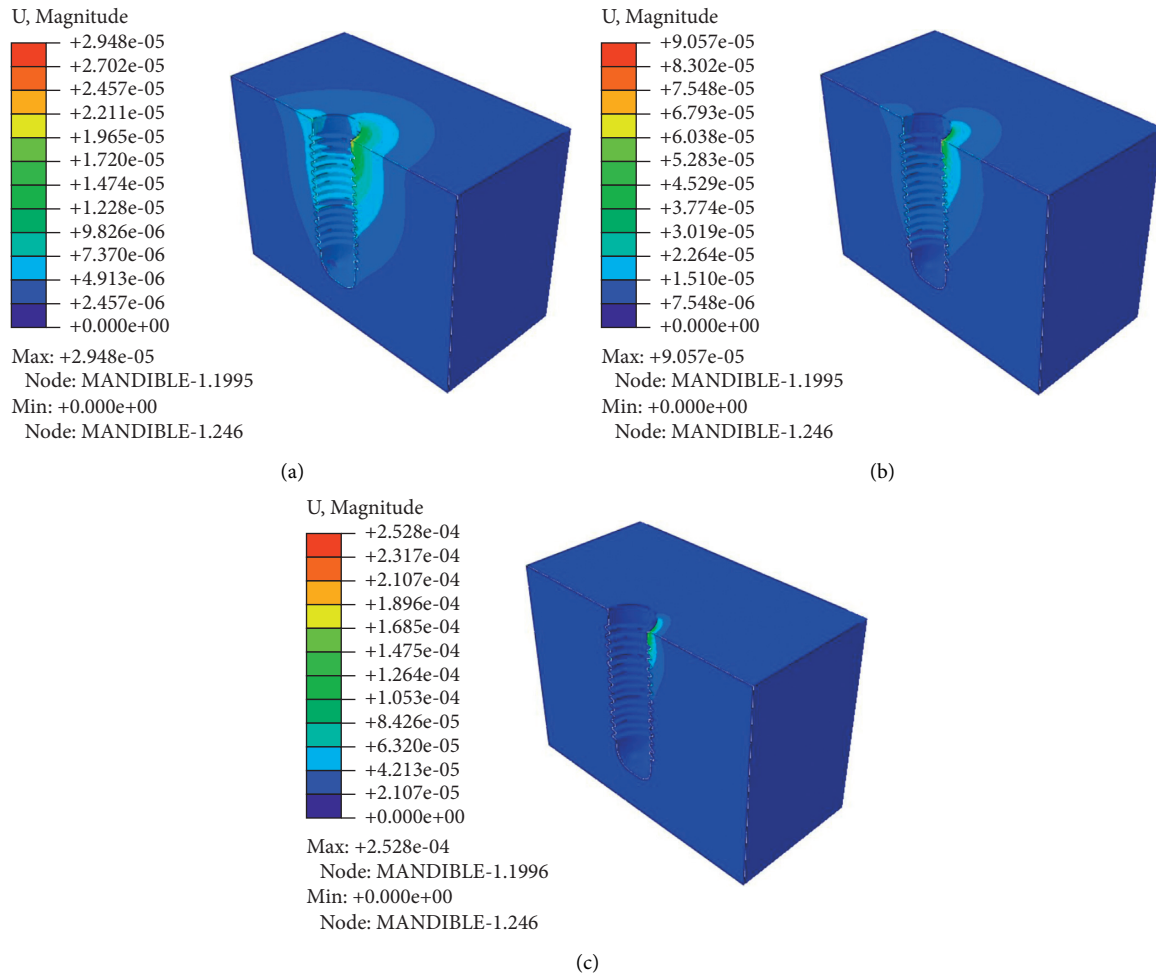 U, Magnitude
+2.948e-05
+2.702e-05
+2.457e-05
+2.211e-05
+1.965e-05
+1.720e-05
+1.474e-05
+1.228e-05
+9.826e-06
+7.370e-06
+4.913e-06
+2.457e-06
+0.000e+00
Max: +2.948e-05
Node: MANDIBLE-1.1995
Min: +0.000e+00
Node: MANDIBLE-1.246
(a)
U, Magnitude
+9.057e-05
+8.302e-05
+7.548e-05
+6.793e-05
+6.038e-05
+5.283e-05
+4.529e-05
+3.774e-05
+3.019e-05
+2.264e-05
+1.510e-05
+7.548e-06
+0.000e+00
Max: +9.057e-05
Node: MANDIBLE-1.1995
Min: +0.000e+00
Node: MANDIBLE-1.246
(b)
U, Magnitude
+2.528e-04
+2.317e-04
+2.107e-04
+1.896e-04
+1.685e-04
+1.475e-04
+1.264e-04
+1.053e-04
+8.426e-05
+6.320e-05
+4.213e-05
+2.107e-05
+0.000e+00
Max: +2.528e-04
Node: MANDIBLE-1.1996
Min: +0.000e+00
Node: MANDIBLE-1.246
(c)